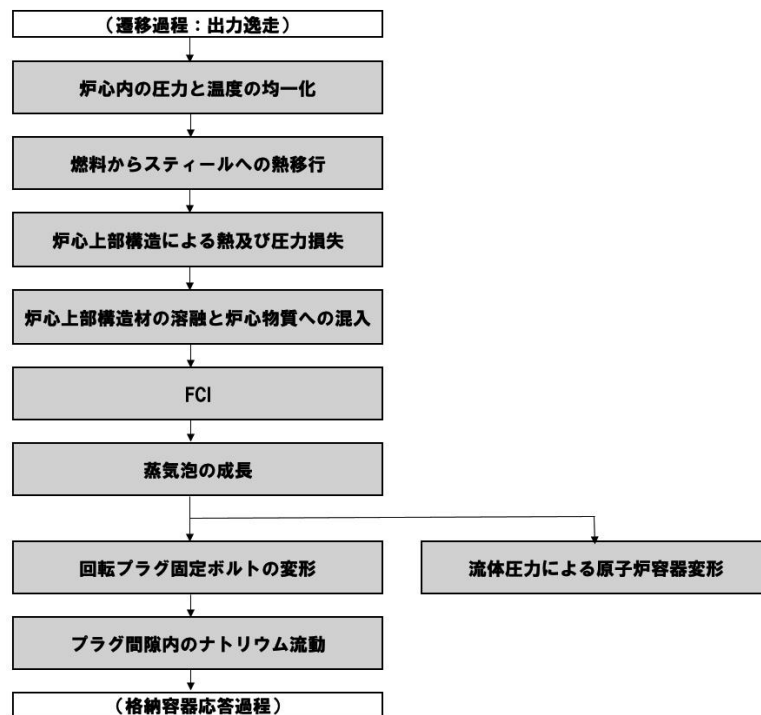 (遷移過程：出力逸走)
炉心内の圧力と温度の均一化
燃料からスティールへの熱移行
炉心上部構造による熱及び圧力損失
炉心上部構造材の溶融と炉心物質への混入
FCI
蒸気泡の成長
回転プラグ固定ボルトの変形
流体圧力による原子炉容器変形
プラグ間隙内のナトリウム流動
(格納容器応答過程)